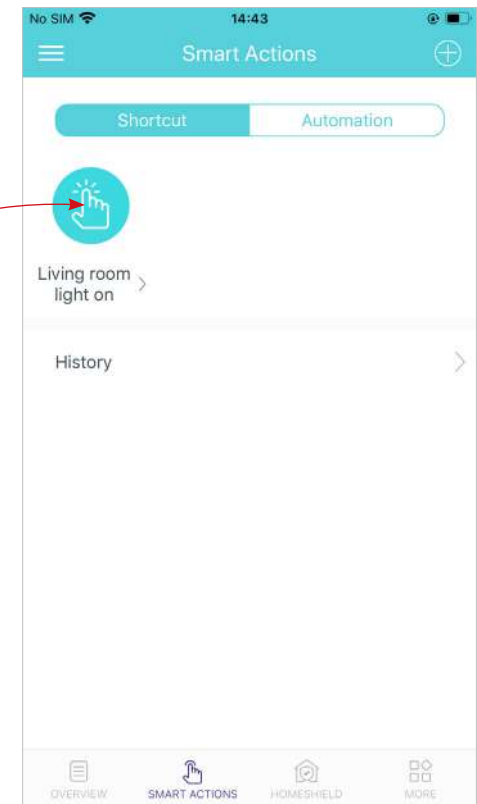 No SIM 14:43
Smart Actions
Shortcut Automation
Living room
light on
History
OVERVIEW SMART ACTIONS HOMESHIELD MORE